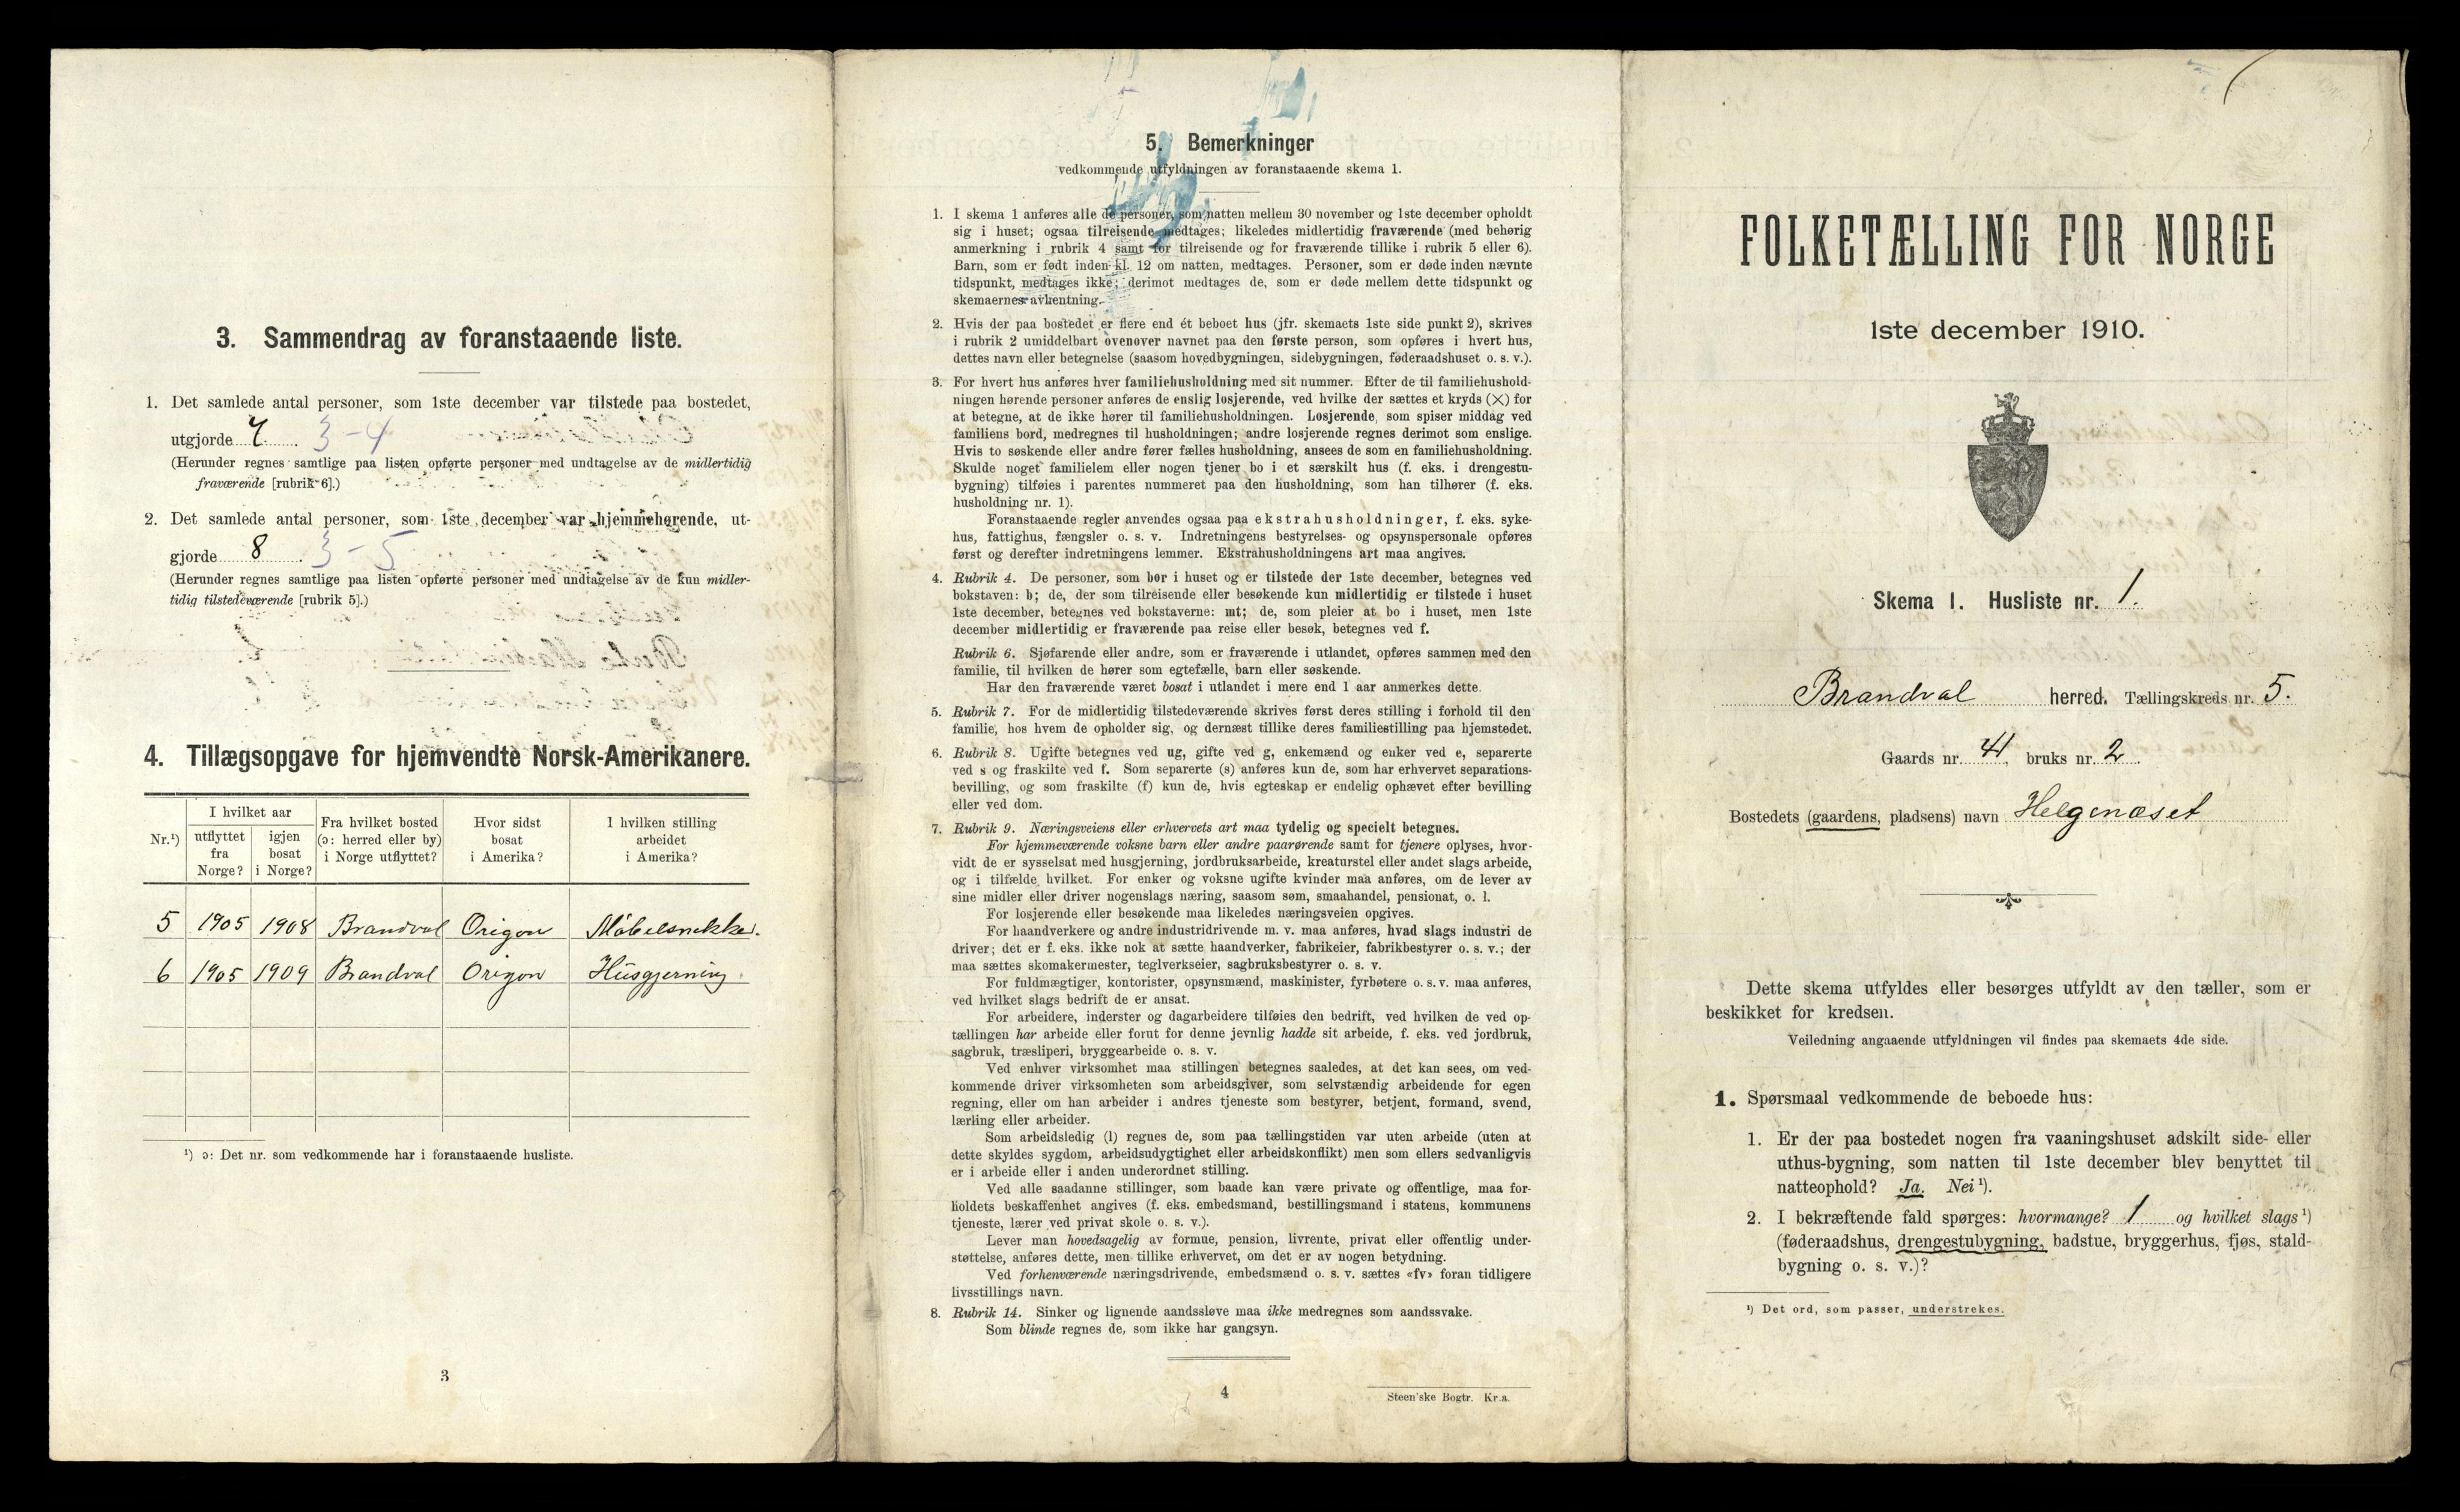 3. Sammendrag av foranstaaende liste.
1. Det samlede antal personer, som 1ste december var tilstede paa bostedet,
utgjorde 7. 3-4
(Herunder regnes samtlige paa listen opførte personer med undtagelse av de midlertidig
fraværende [rubrik 6].)
2. Det samlede antal personer, som 1ste december var hjemmehørende, ut-
gjorde 8. 3-5
(Herunder regnes samtlige paa listen opførte personer med undtagelse av de kun midler-
tidig tilstedeværende [rubrik 5].)
4. Tillægsopgave for hjemvendte Norsk-Amerikanere.
Nr.¹) I hvilket aar utflyttet fra Norge? igjen bosat i Norge? Fra hvilket bosted (ɔ: herred eller by) i Norge utflyttet? Hvor sidst bosat i Amerika? I hvilken stilling arbeidet i Amerika?
5 1905 1908 Brandval Origon Møbelsnekker.
6 1905 1909 Brandval Origon Husgjerning
¹) ɔ: Det nr. som vedkommende har i foranstaaende husliste.
3
5. Bemerkninger
vedkommende utfyldningen av foranstaaende skema 1.
1. I skema 1 anføres alle de personer, som natten mellem 30 november og 1ste december opholdt
sig i huset; ogsaa tilreisende medtages; likeledes midlertidig fraværende (med behørig
anmerkning i rubrik 4 samt for tilreisende og for fraværende tillike i rubrik 5 eller 6).
Barn, som er født inden kl. 12 om natten, medtages. Personer, som er døde inden nævnte
tidspunkt, medtages ikke; derimot medtages de, som er døde mellem dette tidspunkt og
skemaernes avhentning.
2. Hvis der paa bostedet er flere end ét beboet hus (jfr. skemaets 1ste side punkt 2), skrives
i rubrik 2 umiddelbart ovenover navnet paa den første person, som opføres i hvert hus,
dettes navn eller betegnelse (saasom hovedbygningen, sidebygningen, føderaadshuset o. s. v.).
3. For hvert hus anføres hver familiehusholdning med sit nummer. Efter de til familiehushold-
ningen hørende personer anføres de enslig losjerende, ved hvilke der sættes et kryds (×) for
at betegne, at de ikke hører til familiehusholdningen. Losjerende, som spiser middag ved
familiens bord, medregnes til husholdningen; andre losjerende regnes derimot som enslige.
Hvis to søskende eller andre fører fælles husholdning, ansees de som en familiehusholdning.
Skulde noget familielem eller nogen tjener bo i et særskilt hus (f. eks. i drengestu-
bygning) tilføies i parentes nummeret paa den husholdning, som han tilhører (f. eks.
husholdning nr. 1).
Foranstaaende regler anvendes ogsaa paa ekstrahusholdninger, f. eks. syke-
hus, fattighus, fængsler o. s. v. Indretningens bestyrelses- og opsynspersonale opføres
først og derefter indretningens lemmer. Ekstrahusholdningens art maa angives.
4. Rubrik 4. De personer, som bor i huset og er tilstede der 1ste december, betegnes ved
bokstaven: b; de, der som tilreisende eller besøkende kun midlertidig er tilstede i huset
1ste december, betegnes ved bokstaverne: mt; de, som pleier at bo i huset, men 1ste
december midlertidig er fraværende paa reise eller besøk, betegnes ved f.
Rubrik 6. Sjøfarende eller andre, som er fraværende i utlandet, opføres sammen med den
familie, til hvilken de hører som egtefælle, barn eller søskende.
Har den fraværende været bosat i utlandet i mere end 1 aar anmerkes dette.
5. Rubrik 7. For de midlertidig tilstedeværende skrives først deres stilling i forhold til den
familie, hos hvem de opholder sig, og dernæst tillike deres familiestilling paa hjemstedet.
6. Rubrik 8. Ugifte betegnes ved ug, gifte ved g, enkemænd og enker ved e, separerte
ved s og fraskilte ved f. Som separerte (s) anføres kun de, som har erhvervet separations-
bevilling, og som fraskilte (f) kun de, hvis egteskap er endelig ophævet efter bevilling
eller ved dom.
7. Rubrik 9. Næringsveiens eller erhvervets art maa tydelig og specielt betegnes.
For hjemmeværende voksne barn eller andre paarørende samt for tjenere oplyses, hvor-
vidt de er sysselsat med husgjerning, jordbruksarbeide, kreaturstel eller andet slags arbeide,
og i tilfælde hvilket. For enker og voksne ugifte kvinder maa anføres, om de lever av
sine midler eller driver nogenslags næring, saasom søm, smaahandel, pensionat, o. l.
For losjerende eller besøkende maa likeledes næringsveien opgives.
For haandverkere og andre industridrivende m. v. maa anføres, hvad slags industri de
driver; det er f. eks. ikke nok at sætte haandverker, fabrikeier, fabrikbestyrer o. s. v.; der
maa sættes skomakermester, teglverkseier, sagbruksbestyrer o. s. v.
For fuldmægtiger, kontorister, opsynsmænd, maskinister, fyrbøtere o. s. v. maa anføres,
ved hvilket slags bedrift de er ansat.
For arbeidere, inderster og dagarbeidere tilføies den bedrift, ved hvilken de ved op-
tællingen har arbeide eller forut for denne jevnlig hadde sit arbeide, f. eks. ved jordbruk,
sagbruk, træsliperi, bryggearbeide o. s. v.
Ved enhver virksomhet maa stillingen betegnes saaledes, at det kan sees, om ved-
kommende driver virksomheten som arbeidsgiver, som selvstændig arbeidende for egen
regning, eller om han arbeider i andres tjeneste som bestyrer, betjent, formand, svend,
lærling eller arbeider.
Som arbeidsledig (l) regnes de, som paa tællingstiden var uten arbeide (uten at
dette skyldes sygdom, arbeidsudygtighet eller arbeidskonflikt) men som ellers sedvanligvis
er i arbeide eller i anden underordnet stilling.
Ved alle saadanne stillinger, som baade kan være private og offentlige, maa for-
holdets beskaffenhet angives (f. eks. embedsmand, bestillingsmand i statens, kommunens
tjeneste, lærer ved privat skole o. s. v.).
Lever man hovedsagelig av formue, pension, livrente, privat eller offentlig under-
støttelse, anføres dette, men tillike erhvervet, om det er av nogen betydning.
Ved forhenværende næringsdrivende, embedsmænd o. s. v. sættes «fv» foran tidligere
livsstillings navn.
8. Rubrik 14. Sinker og lignende aandssløve maa ikke medregnes som aandssvake.
Som blinde regnes de, som ikke har gangsyn.
4
Steen'ske Bogtr. Kr.a.
FOLKETÆLLING FOR NORGE
1ste december 1910.
Skema 1. Husliste nr. 1.
Brandval herred. Tællingskreds nr. 5.
Gaards nr. 41, bruks nr. 2.
Bostedets (gaardens, pladsens) navn Helgenæset
Dette skema utfyldes eller besørges utfyldt av den tæller, som er
beskikket for kredsen.
Veiledning angaaende utfyldningen vil findes paa skemaets 4de side.
1. Spørsmaal vedkommende de beboede hus:
1. Er der paa bostedet nogen fra vaaningshuset adskilt side- eller
uthus-bygning, som natten til 1ste december blev benyttet til
natteophold? Ja. Nei¹).
2. I bekræftende fald spørges: hvormange? 1 og hvilket slags¹)
(føderaadshus, drengestubygning, badstue, bryggerhus, fjøs, stald-
bygning o. s. v.)?
¹) Det ord, som passer, understrekes.